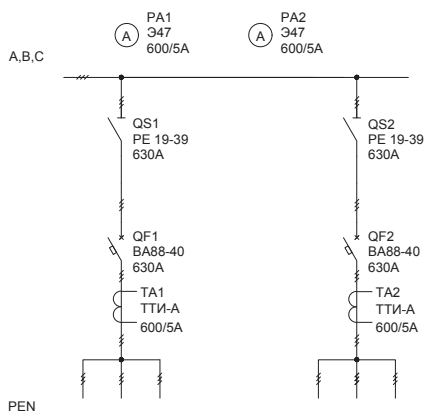 PA1
Э47
600/5А
PA2
Э47
600/5А
A
A
A,B,C
QS1
РЕ 19-39
630А
QS2
РЕ 19-39
630А
QF1
ВА88-40
630А
QF2
ВА88-40
630А
TA1
ТТИ-А
600/5А
TA2
ТТИ-А
600/5А
PEN